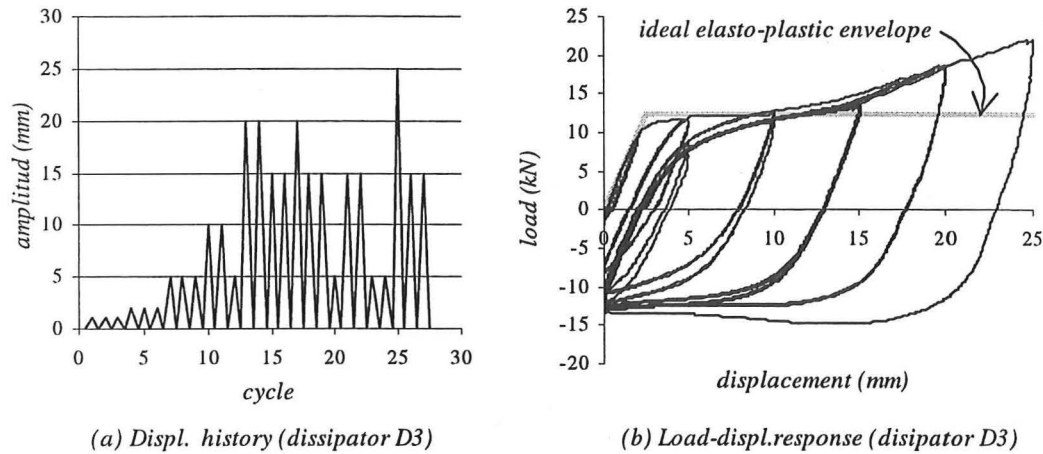 30
25
20
15
10
5
0
amplitud (mm)
0 5 10 15 20 25 30
cycle
(a) Displ. history (dissipator D3)
ideal elasto-plastic envelope
25
20
15
10
5
0
-5
-10
-15
-20
load (kN)
0 5 10 15 20 25
displacement (mm)
(b) Load-displ.response (disipator D3)